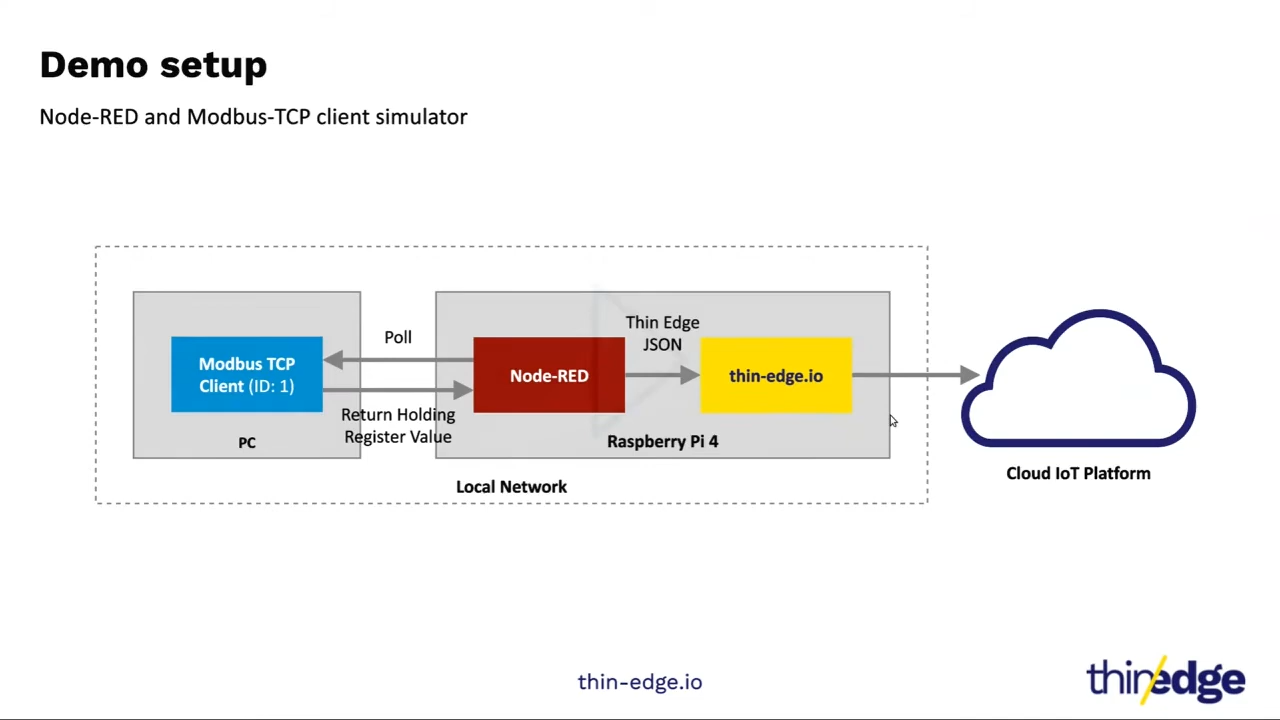 Demo setup
Node-RED and Modbus-TCP client simulator
Poll
Thin Edge
JSON
Modbus TCP
Client (ID: 1)
Node-RED
thin-edge.io
Return Holding
Register Value
PC
Raspberry Pi 4
Local Network
Cloud IoT Platform
thin-edge.io
thin/edge